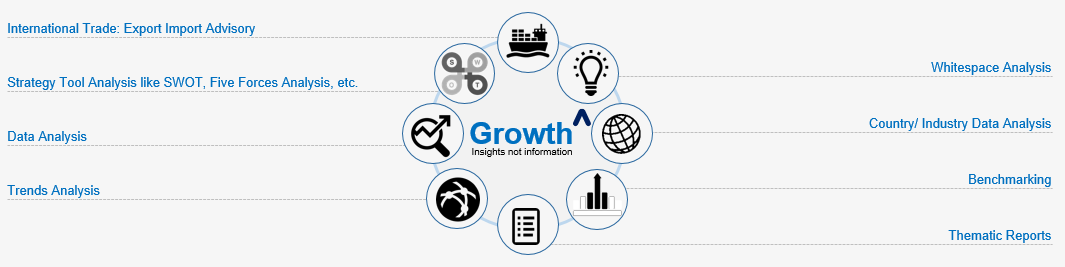 International Trade: Export Import Advisory
Strategy Tool Analysis like SWOT, Five Forces Analysis, etc.
Data Analysis
Trends Analysis
S W
O T
Growth
Insights not information
Whitespace Analysis
Country/ Industry Data Analysis
Benchmarking
Thematic Reports